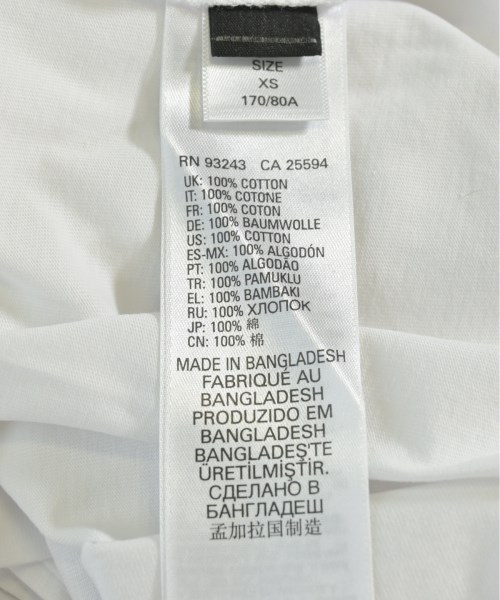 SIZE
XS
170/80A
RN 93243 CA 25594
UK: 100% COTTON
IT: 100% COTONE
FR: 100% COTON
DE: 100% BAUMWOLLE
US: 100% COTTON
ES-MX: 100% ALGODÓN
PT: 100% ALGODÃO
TR: 100% PAMUKLU
EL: 100% BAMBAKI
RU: 100% ХЛОПОК
JP: 100% 綿
CN: 100% 棉
MADE IN BANGLADESH
FABRIQUÉ AU
BANGLADESH
PRODUZIDO EM
BANGLADESH
BANGLADEŞ'TE
ÜRETİLMİŞTİR.
СДЕЛАНО В
БАНГЛАДЕШ
孟加拉国制造